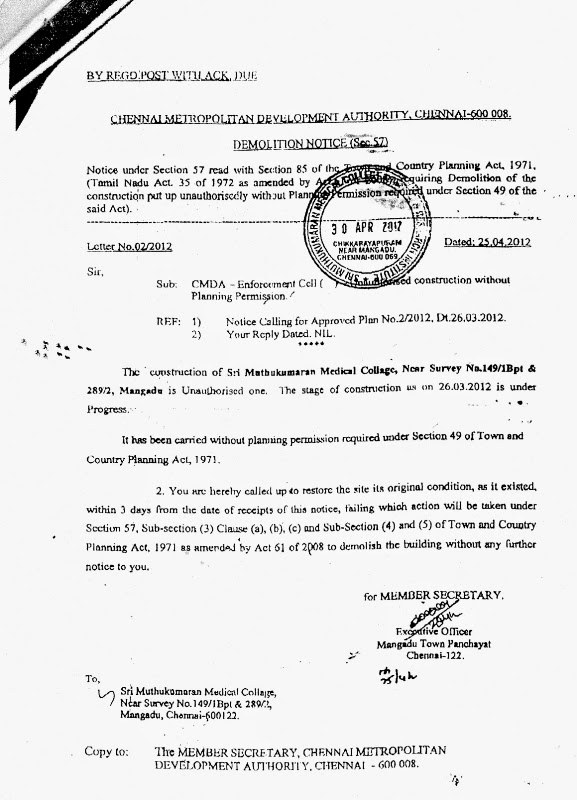 BY REGD.POST WITH ACK, DUE
CHENNAI METROPOLITAN DEVELOPMENT AUTHORITY, CHENNAI-600 008.
DEMOLITION NOTICE (Sec.57)
Notice under Section 57 read with Section 85 of the Town and Country Planning Act, 1971,
(Tamil Nadu Act. 35 of 1972 as amended by requiring Demolition of the
construction put up unauthorisedly without Planning Permission required under Section 49 of the
said Act).
SRI MUTHUKUMARAN MEDICAL COLLEGE RESEARCH INSTITUTE
30 APR 2012
CHIKKARAYAPURAM
NEAR MANGADU.
CHENNAI-600 069
Letter No.02/2012
Dated: 25.04.2012
Sir,
Sub: CMDA – Enforcement Cell ( construction without
Planning Permission.
REF: 1) Notice Calling for Approved Plan No.2/2012, Dt.26.03.2012.
2) Your Reply Dated. NIL.
*****
The construction of Sri Muthukumaran Medical Collage, Near Survey No.149/1Bpt &
289/2, Mangadu is Unauthorised one. The stage of construction as on 26.03.2012 is under
Progress.
It has been carried without planning permission required under Section 49 of Town and
Country Planning Act, 1971.
2. You are hereby called up to restore the site its original condition, as it existed,
within 3 days from the date of receipts of this notice, failing which action will be taken under
Section 57, Sub-section (3) Clause (a), (b), (c) and Sub-Section (4) and (5) of Town and Country
Planning Act, 1971 as amended by Act 61 of 2008 to demolish the building without any further
notice to you.
for MEMBER SECRETARY.
Executive Officer
Mangadu Town Panchayat
Chennai-122.
To,
Sri Muthukumaran Medical Collage,
Near Survey No.149/1Bpt & 289/2,
Mangadu, Chennai-600122.
Copy to: The MEMBER SECRETARY, CHENNAI METROPOLITAN
DEVELOPMENT AUTHORITY, CHENNAI - 600 008.